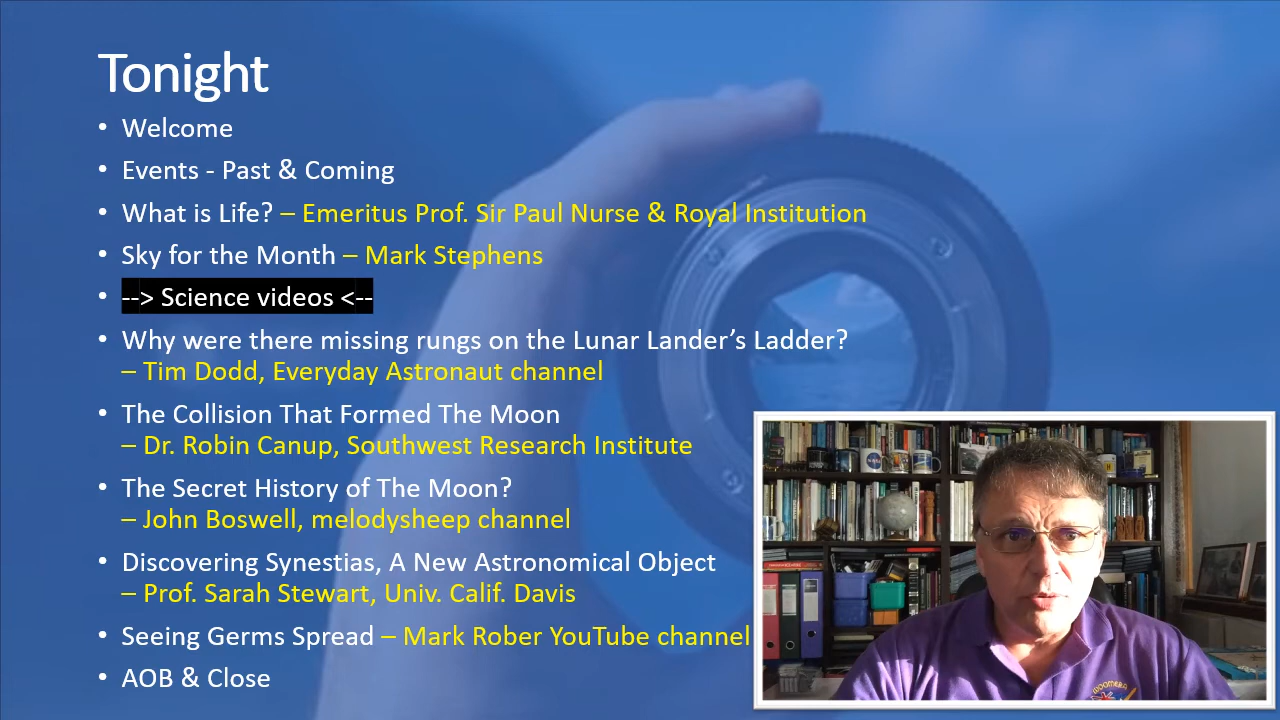 Tonight
• Welcome
• Events - Past & Coming
• What is Life? – Emeritus Prof. Sir Paul Nurse & Royal Institution
• Sky for the Month – Mark Stephens
• --> Science videos <--
• Why were there missing rungs on the Lunar Lander’s Ladder?
– Tim Dodd, Everyday Astronaut channel
• The Collision That Formed The Moon
– Dr. Robin Canup, Southwest Research Institute
• The Secret History of The Moon?
– John Boswell, melodysheep channel
• Discovering Synestias, A New Astronomical Object
– Prof. Sarah Stewart, Univ. Calif. Davis
• Seeing Germs Spread – Mark Rober YouTube channel
• AOB & Close
NASA
WOOMERA